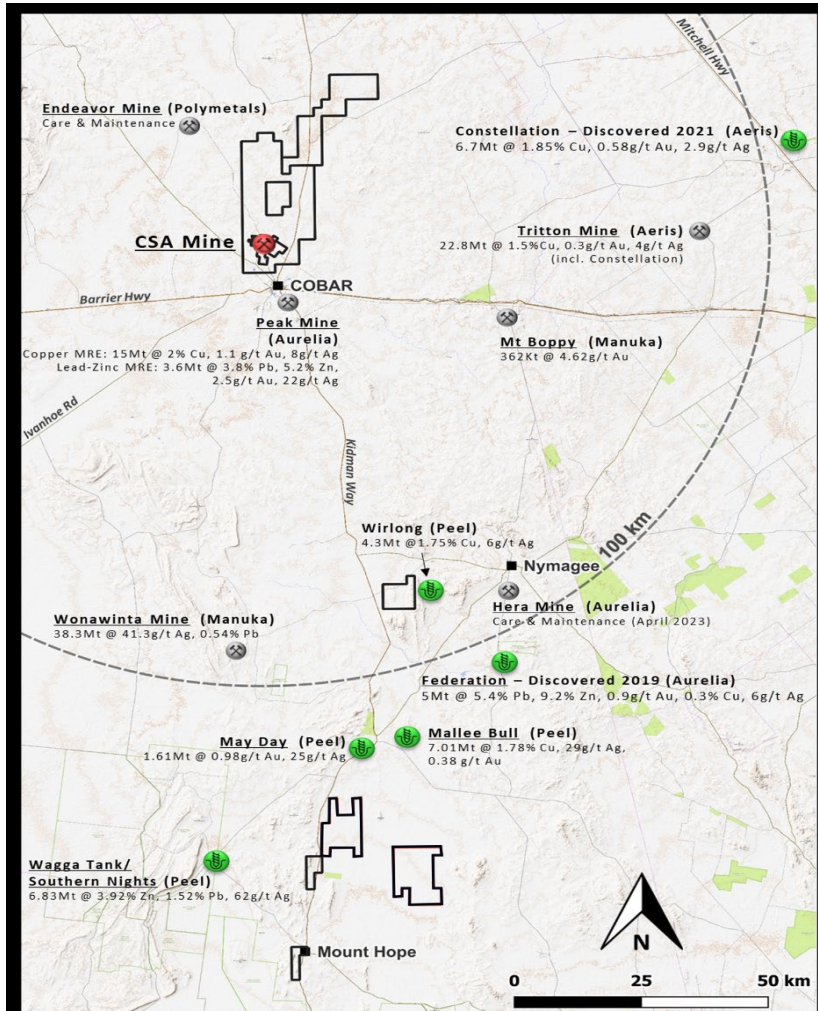 Mitchell Hwy
Endeavor Mine (Polymetals)
Care & Maintenance
Constellation – Discovered 2021 (Aeris)
6.7Mt @ 1.85% Cu, 0.58g/t Au, 2.9g/t Ag
CSA Mine
Tritton Mine (Aeris)
22.8Mt @ 1.5%Cu, 0.3g/t Au, 4g/t Ag
(incl. Constellation)
COBAR
Barrier Hwy
Peak Mine
(Aurelia)
Copper MRE: 15Mt @ 2% Cu, 1.1 g/t Au, 8g/t Ag
Lead-Zinc MRE: 3.6Mt @ 3.8% Pb, 5.2% Zn,
2.5g/t Au, 22g/t Ag
Mt Boppy (Manuka)
362Kt @ 4.62g/t Au
Ivanhoe Rd
Kidman Way
Wirlong (Peel)
4.3Mt @1.75% Cu, 6g/t Ag
100 km
Nymagee
Hera Mine (Aurelia)
Care & Maintenance (April 2023)
Wonawinta Mine (Manuka)
38.3Mt @ 41.3g/t Ag, 0.54% Pb
Federation – Discovered 2019 (Aurelia)
5Mt @ 5.4% Pb, 9.2% Zn, 0.9g/t Au, 0.3% Cu, 6g/t Ag
May Day (Peel)
1.61Mt @ 0.98g/t Au, 25g/t Ag
Mallee Bull (Peel)
7.01Mt @ 1.78% Cu, 29g/t Ag,
0.38 g/t Au
Wagga Tank/
Southern Nights (Peel)
6.83Mt @ 3.92% Zn, 1.52% Pb, 62g/t Ag
Mount Hope
N
0 25 50 km